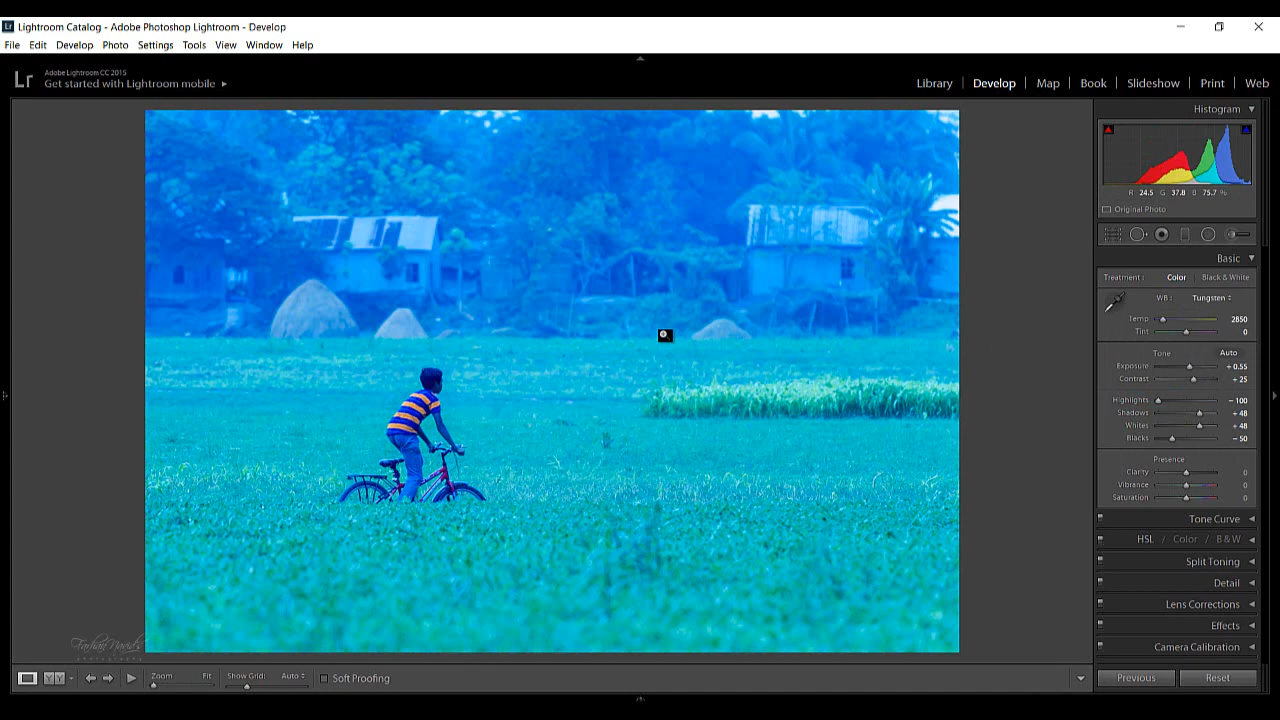 Lightroom Catalog - Adobe Photoshop Lightroom - Develop
File Edit Develop Photo Settings Tools View Window Help
Lr Adobe Lightroom CC 2015
Get started with Lightroom mobile
Library | Develop | Map | Book | Slideshow | Print | Web
Histogram
R 24.5 G 37.8 B 75.7 %
Original Photo
Basic
Treatment : Color Black & White
WB : Tungsten
Temp 2850
Tint 0
Tone Auto
Exposure + 0.55
Contrast + 25
Highlights − 100
Shadows + 48
Whites + 48
Blacks − 50
Presence
Clarity 0
Vibrance 0
Saturation 0
Tone Curve
HSL / Color / B & W
Split Toning
Detail
Lens Corrections
Effects
Camera Calibration
Zoom Fit Show Grid: Auto Soft Proofing
Previous Reset